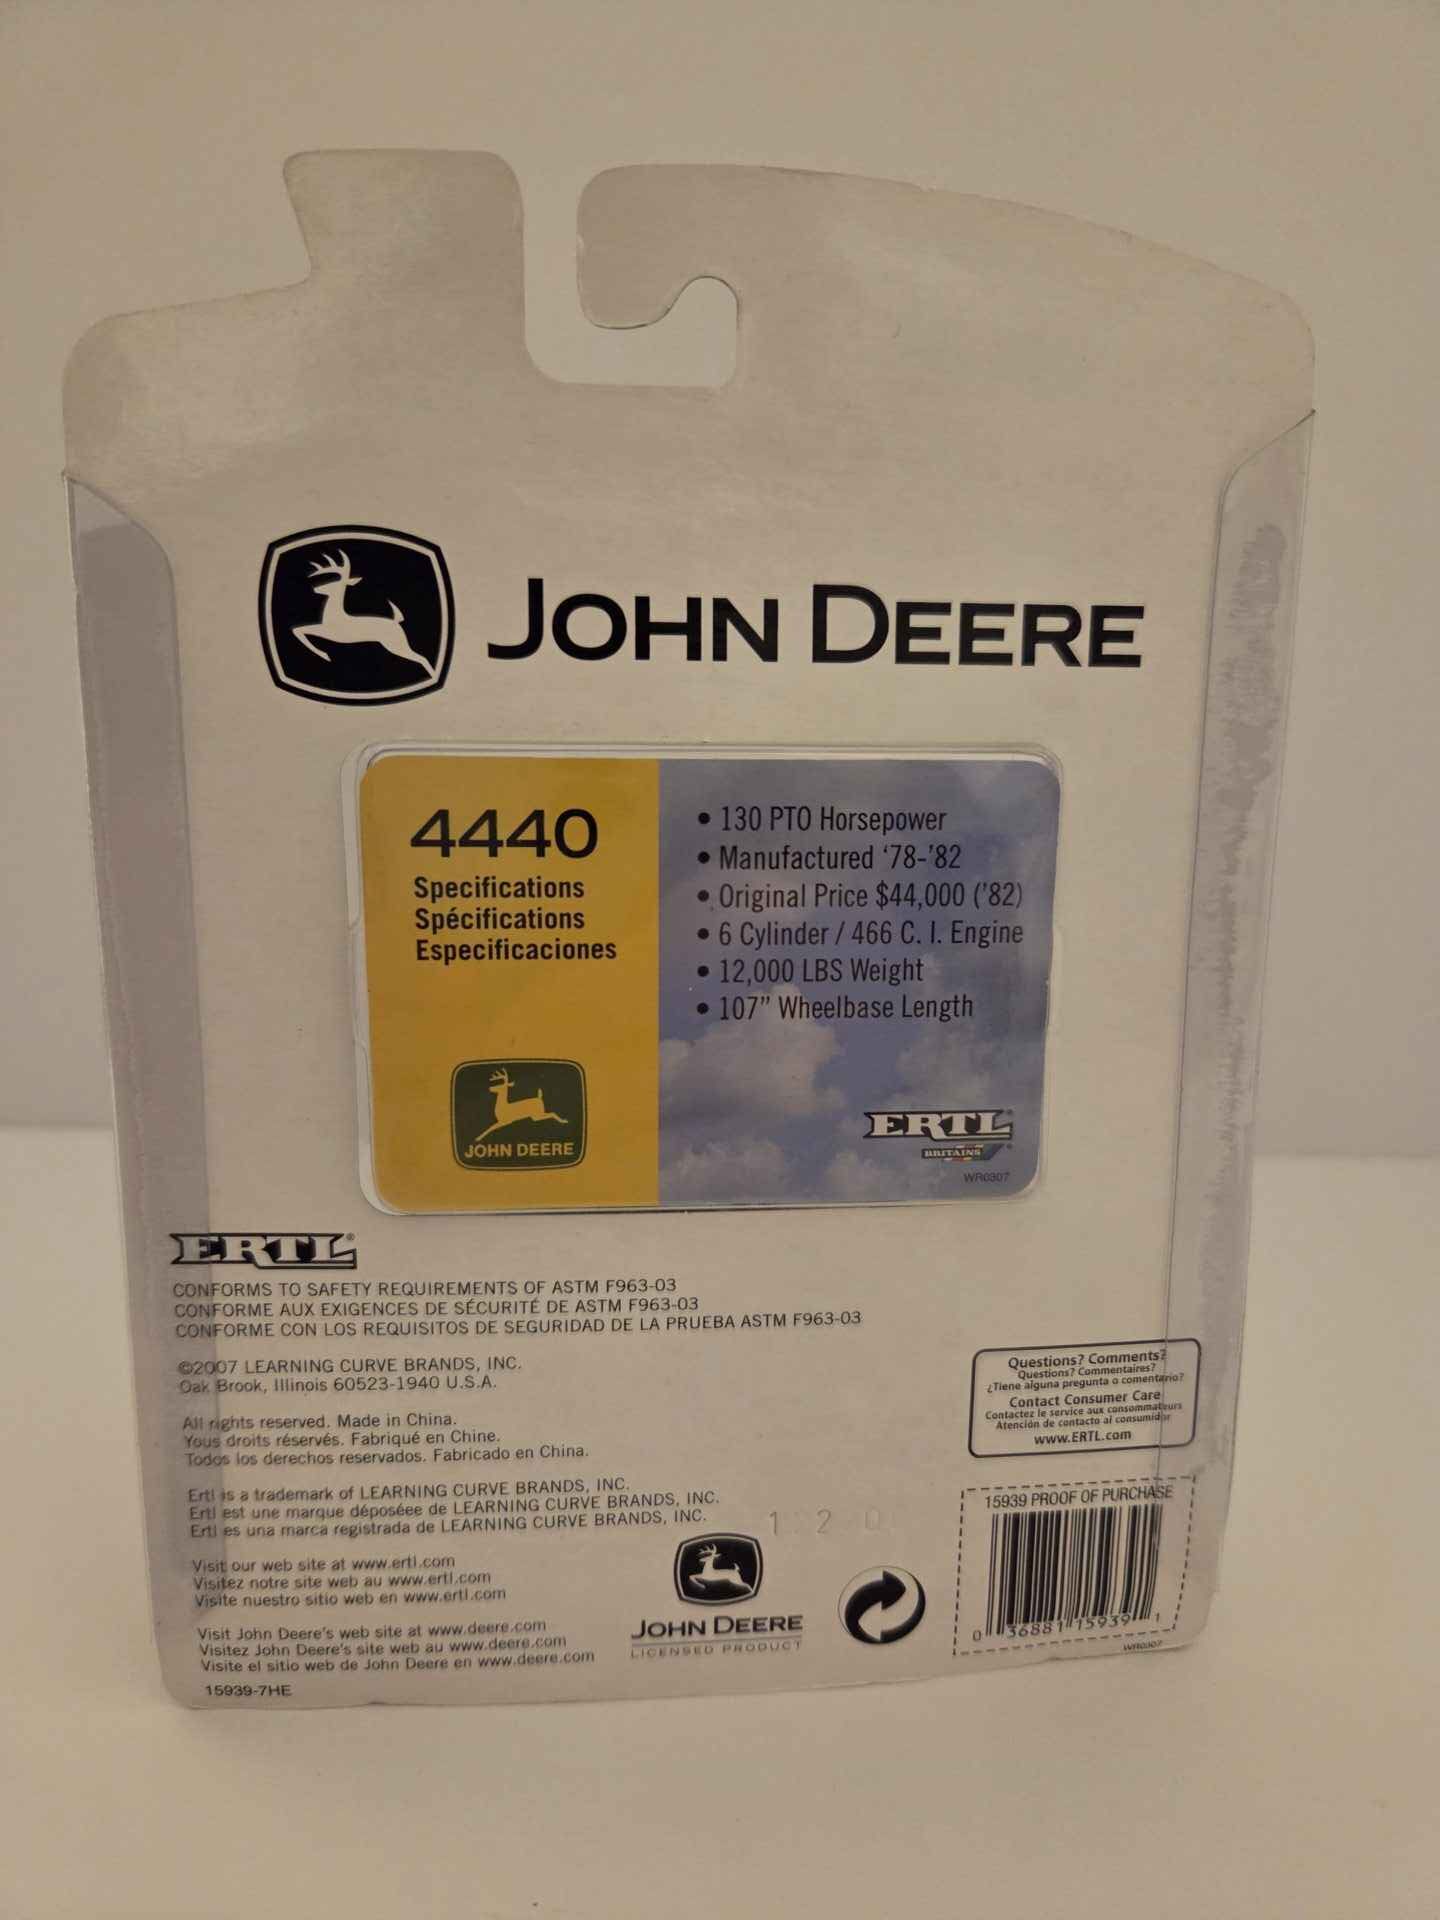 JOHN DEERE
4440
Specifications
Spécifications
Especificaciones
• 130 PTO Horsepower
• Manufactured ‘78-’82
• Original Price $44,000 (’82)
• 6 Cylinder / 466 C. I. Engine
• 12,000 LBS Weight
• 107” Wheelbase Length
JOHN DEERE
ERTL®
BRITAINS®
WR0307
ERTL®
CONFORMS TO SAFETY REQUIREMENTS OF ASTM F963-03
CONFORME AUX EXIGENCES DE SÉCURITÉ DE ASTM F963-03
CONFORME CON LOS REQUISITOS DE SEGURIDAD DE LA PRUEBA ASTM F963-03
©2007 LEARNING CURVE BRANDS, INC.
Oak Brook, Illinois 60523-1940 U.S.A.
All rights reserved. Made in China.
Tous droits réservés. Fabriqué en Chine.
Todos los derechos reservados. Fabricado en China.
Ertl is a trademark of LEARNING CURVE BRANDS, INC.
Ertl est une marque déposéee de LEARNING CURVE BRANDS, INC.
Ertl es una marca registrada de LEARNING CURVE BRANDS, INC.
Visit our web site at www.ertl.com
Visitez notre site web au www.ertl.com
Visite nuestro sitio web en www.ertl.com
Visit John Deere's web site at www.deere.com
Visitez John Deere's site web au www.deere.com
Visite el sitio web de John Deere en www.deere.com
15939-7HE
1 2 0
JOHN DEERE
LICENSED PRODUCT
Questions? Comments?
Questions? Commentaires?
¿Tiene alguna pregunta o comentario?
Contact Consumer Care
Contactez le service aux consommateurs
Atención de contacto al consumidor
www.ERTL.com
15939 PROOF OF PURCHASE
0 36881 15939 1
WR0307